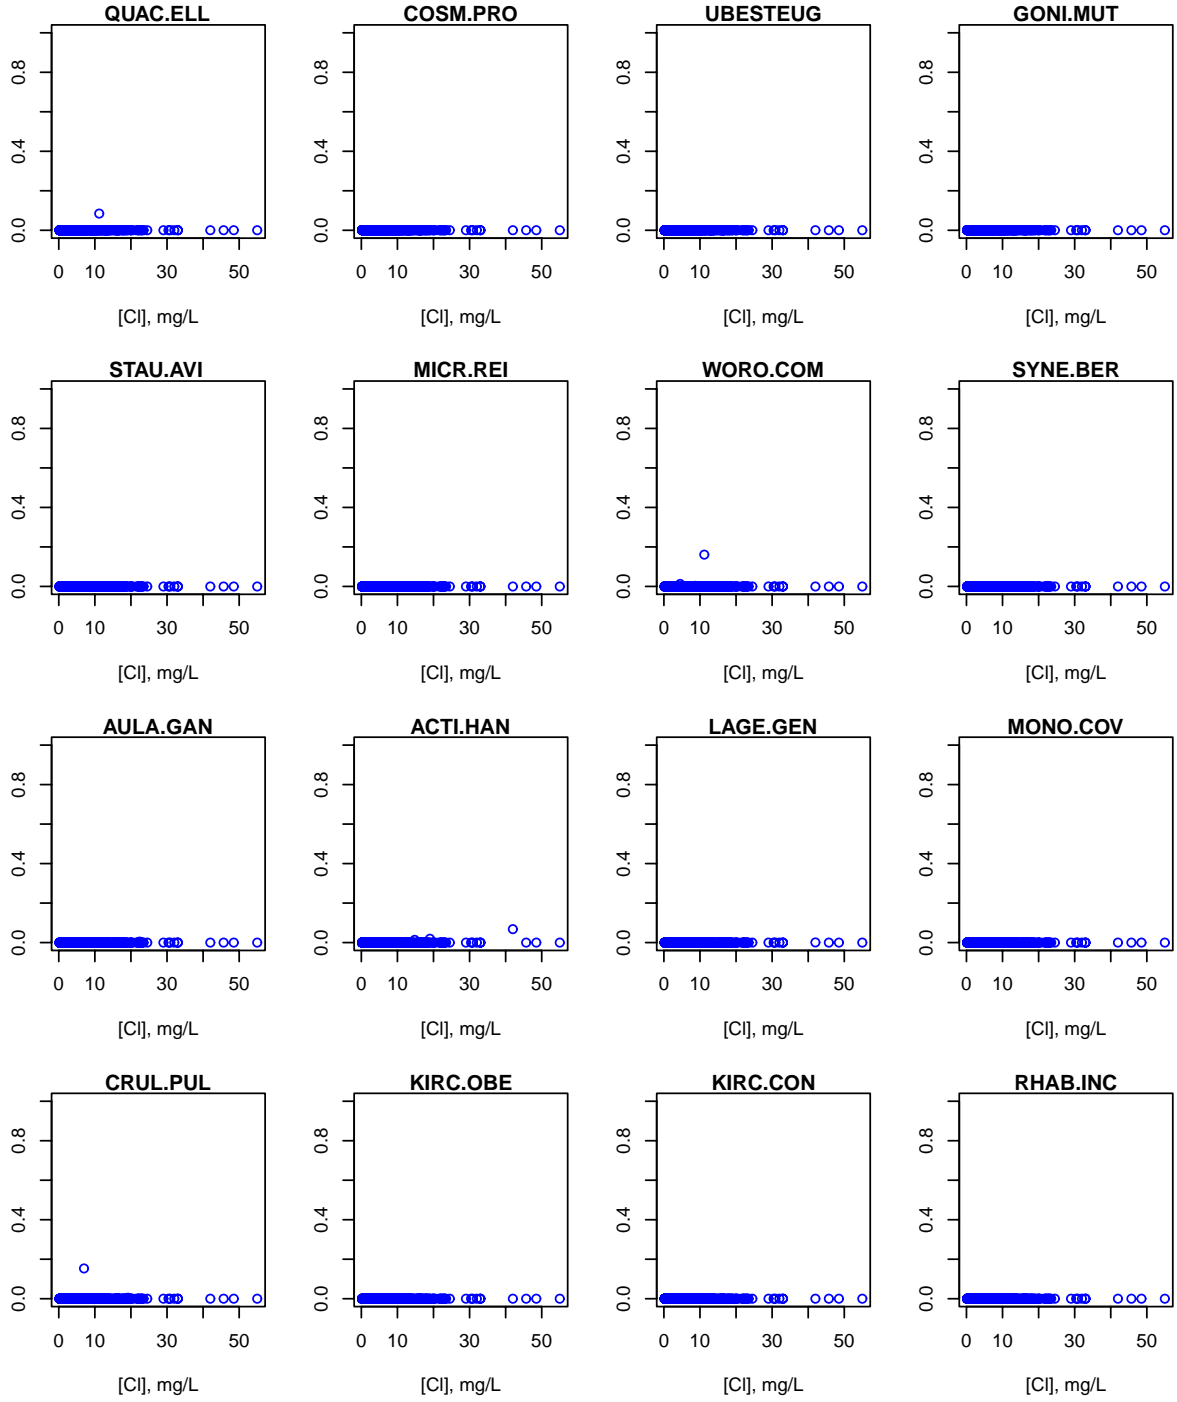 QUAC.ELL COSM.PRO UBESTEUG GONI.MUT
0.8 0.8 0.8 0.8
0.4 0.4 0.4 0.4
0.0 0.0 0.0 0.0
0 10 30 50 0 10 30 50 0 10 30 50 0 10 30 50
[Cl], mg/L [Cl], mg/L [Cl], mg/L [Cl], mg/L
STAU.AVI MICR.REI WORO.COM SYNE.BER
0.8 0.8 0.8 0.8
0.4 0.4 0.4 0.4
0.0 0.0 0.0 0.0
0 10 30 50 0 10 30 50 0 10 30 50 0 10 30 50
[Cl], mg/L [Cl], mg/L [Cl], mg/L [Cl], mg/L
AULA.GAN ACTI.HAN LAGE.GEN MONO.COV
0.8 0.8 0.8 0.8
0.4 0.4 0.4 0.4
0.0 0.0 0.0 0.0
0 10 30 50 0 10 30 50 0 10 30 50 0 10 30 50
[Cl], mg/L [Cl], mg/L [Cl], mg/L [Cl], mg/L
CRUL.PUL KIRC.OBE KIRC.CON RHAB.INC
0.8 0.8 0.8 0.8
0.4 0.4 0.4 0.4
0.0 0.0 0.0 0.0
0 10 30 50 0 10 30 50 0 10 30 50 0 10 30 50
[Cl], mg/L [Cl], mg/L [Cl], mg/L [Cl], mg/L